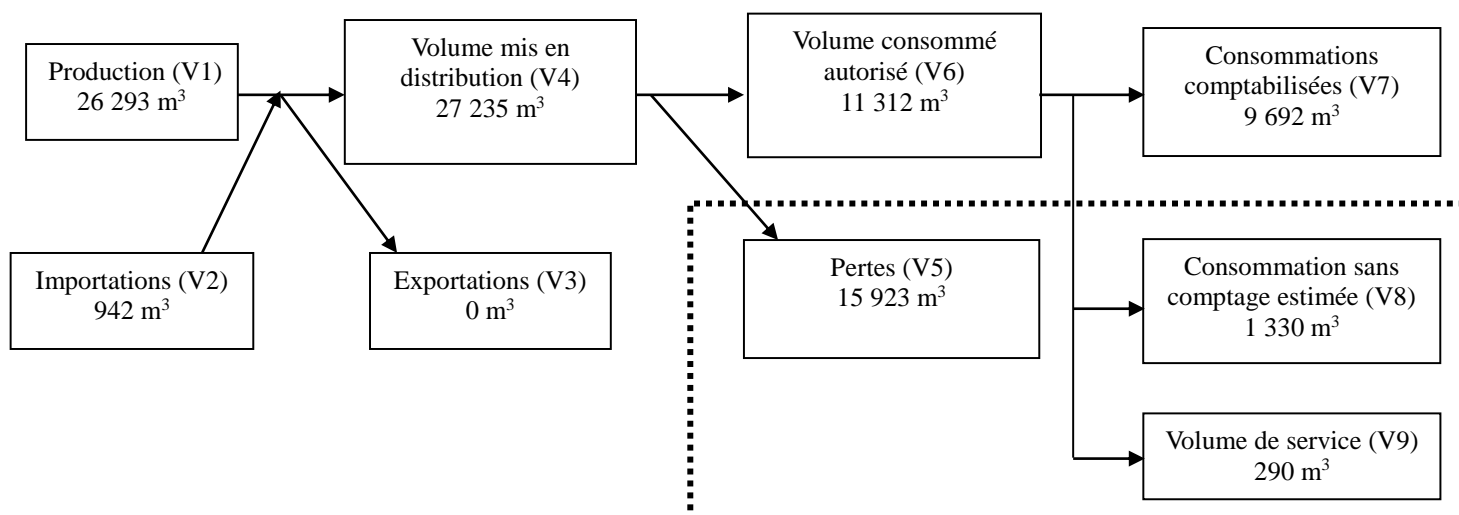 Production (V1)
26 293 m³
Volume mis en
distribution (V4)
27 235 m³
Volume consommé
autorisé (V6)
11 312 m³
Consommations
comptabilisées (V7)
9 692 m³
Importations (V2)
942 m³
Exportations (V3)
0 m³
Pertes (V5)
15 923 m³
Consommation sans
comptage estimée (V8)
1 330 m³
Volume de service (V9)
290 m³